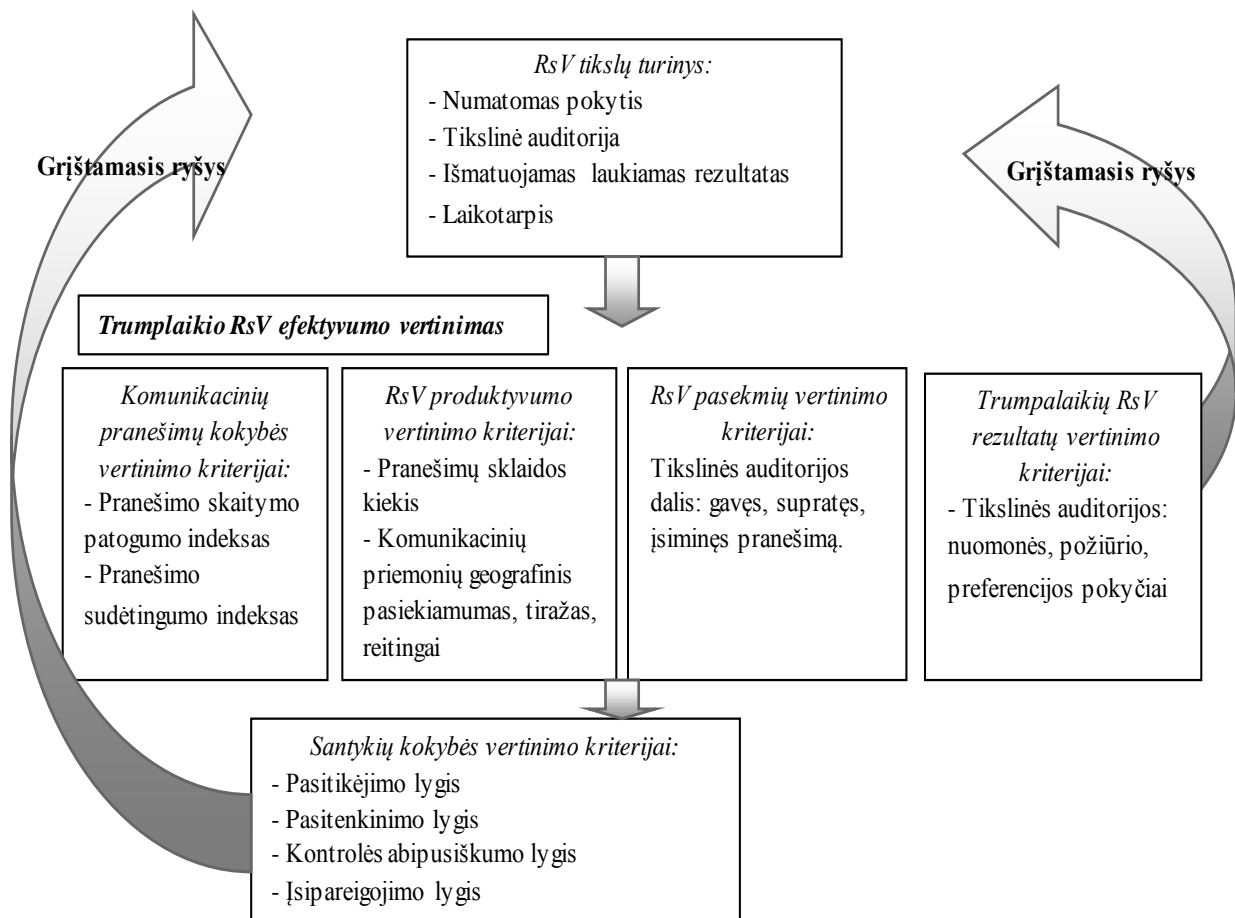 RsV tikslų turinys:
- Numatomas pokytis
- Tikslinė auditorija
- Išmatuojamas laukiamas rezultatas
- Laikotarpis
Grįštamasis ryšys
Grįštamasis ryšys
Trumplaikio RsV efektyvumo vertinimas
Komunikacinių
pranešimų kokybės
vertinimo kriterijai:
- Pranešimo skaitymo
patogumo indeksas
- Pranešimo
sudėtingumo indeksas
RsV produktyvumo
vertinimo kriterijai:
- Pranešimų sklaidos
kiekis
- Komunikacinių
priemonių geografinis
pasiekiamumas, tiražas,
reitingai
RsV pasekmių vertinimo
kriterijai:
Tikslinės auditorijos
dalis: gavęs, supratęs,
įsiminęs pranešimą.
Trumpalaikių RsV
rezultatų vertinimo
kriterijai:
- Tikslinės auditorijos:
nuomonės, požiūrio,
preferencijos pokyčiai
Santykių kokybės vertinimo kriterijai:
- Pasitikėjimo lygis
- Pasitenkinimo lygis
- Kontrolės abipusiškumo lygis
- Įsipareigojimo lygis